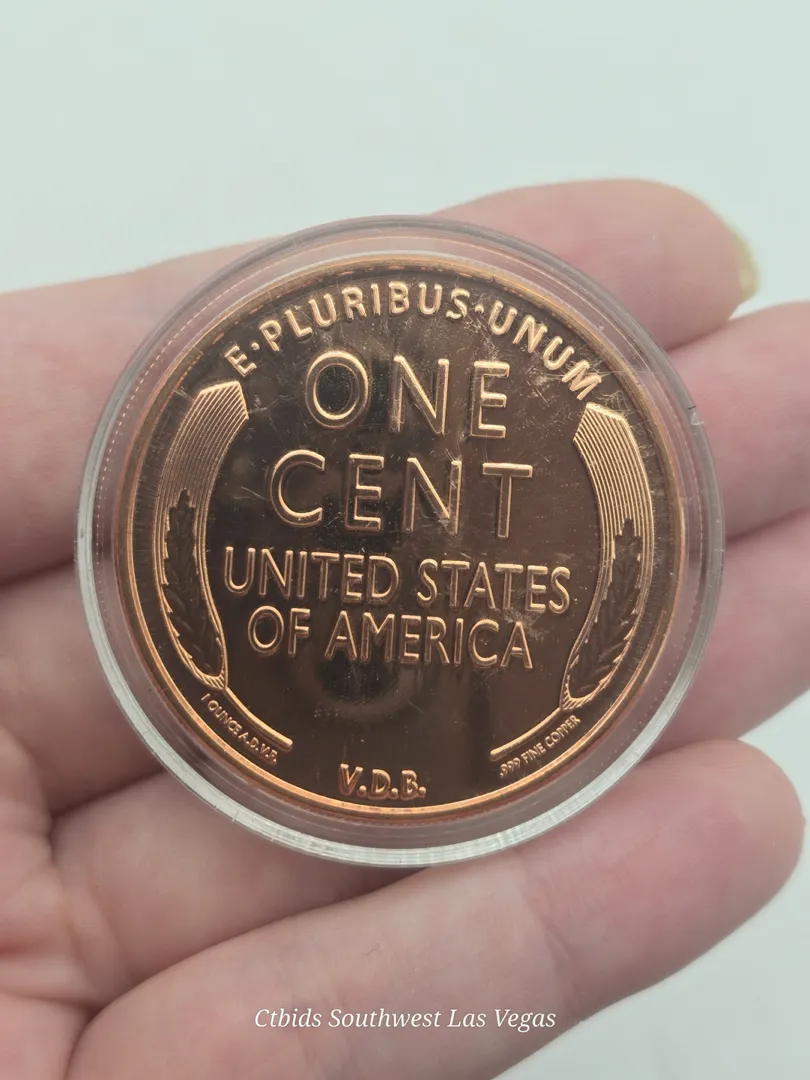 E·PLURIBUS·UNUM
ONE
CENT
UNITED STATES
OF AMERICA
1 OUNCE A.D.V.P.
.999 FINE COPPER
V.D.B.
Ctbids Southwest Las Vegas